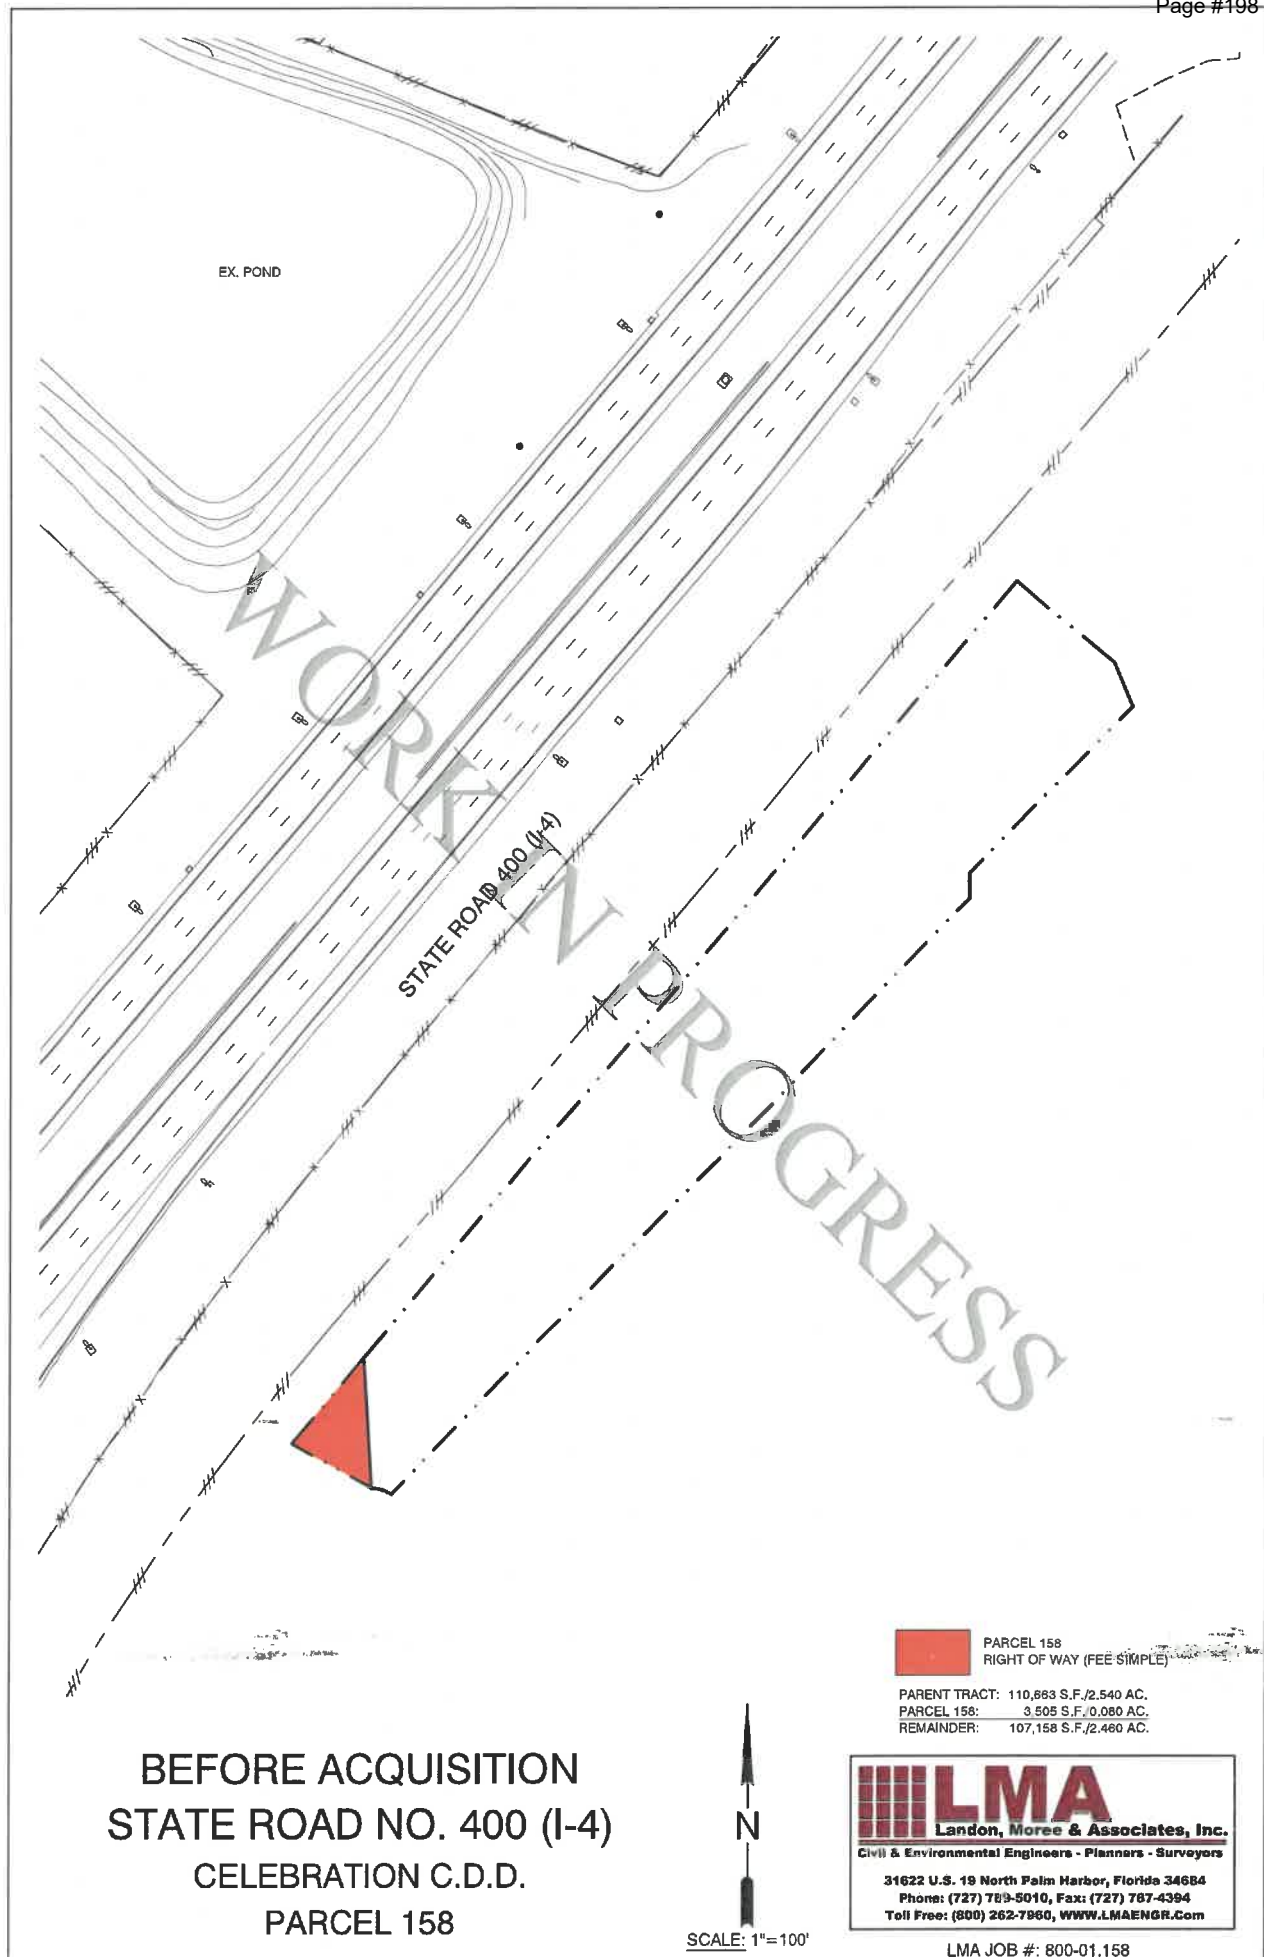 Page #198
EX. POND
STATE ROAD 400 (I-4)
WORK IN PROGRESS
PARCEL 158
RIGHT OF WAY (FEE SIMPLE)
PARENT TRACT: 110,663 S.F./2.540 AC.
PARCEL 158: 3,505 S.F./0.080 AC.
REMAINDER: 107,158 S.F./2.460 AC.
BEFORE ACQUISITION
STATE ROAD NO. 400 (I-4)
CELEBRATION C.D.D.
PARCEL 158
N
SCALE: 1"=100'
LMA
Landon, Moree & Associates, Inc.
Civil & Environmental Engineers - Planners - Surveyors
31622 U.S. 19 North Palm Harbor, Florida 34684
Phone: (727) 789-5010, Fax: (727) 787-4394
Toll Free: (800) 262-7960, WWW.LMAENGR.Com
LMA JOB #: 800-01.158